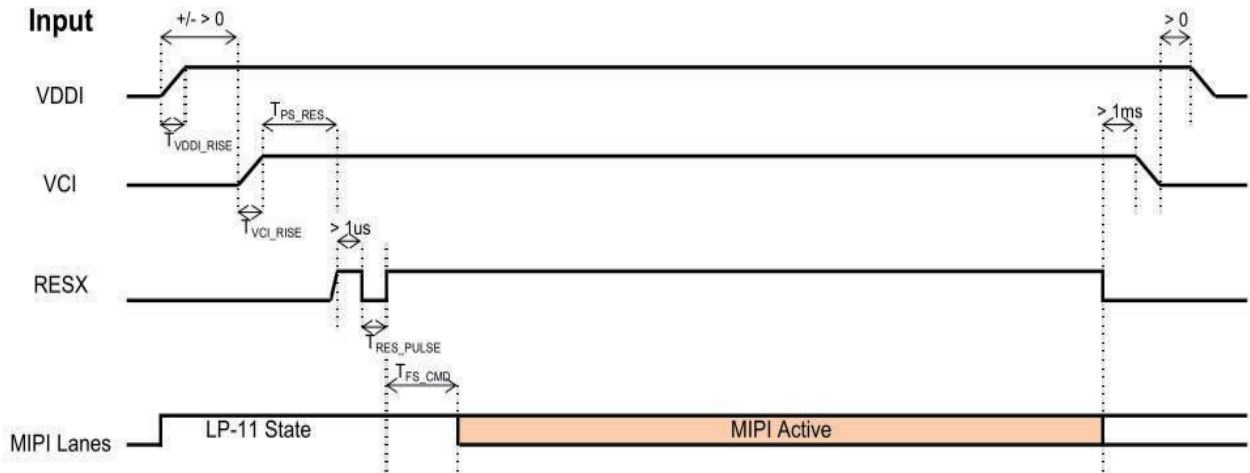 Input
+/- > 0
> 0
VDDI
T_PS_RES
> 1ms
T_VDDI_RISE
VCI
T_VCI_RISE
> 1us
RESX
T_RES_PULSE
T_FS_CMD
MIPI Lanes
LP-11 State
MIPI Active